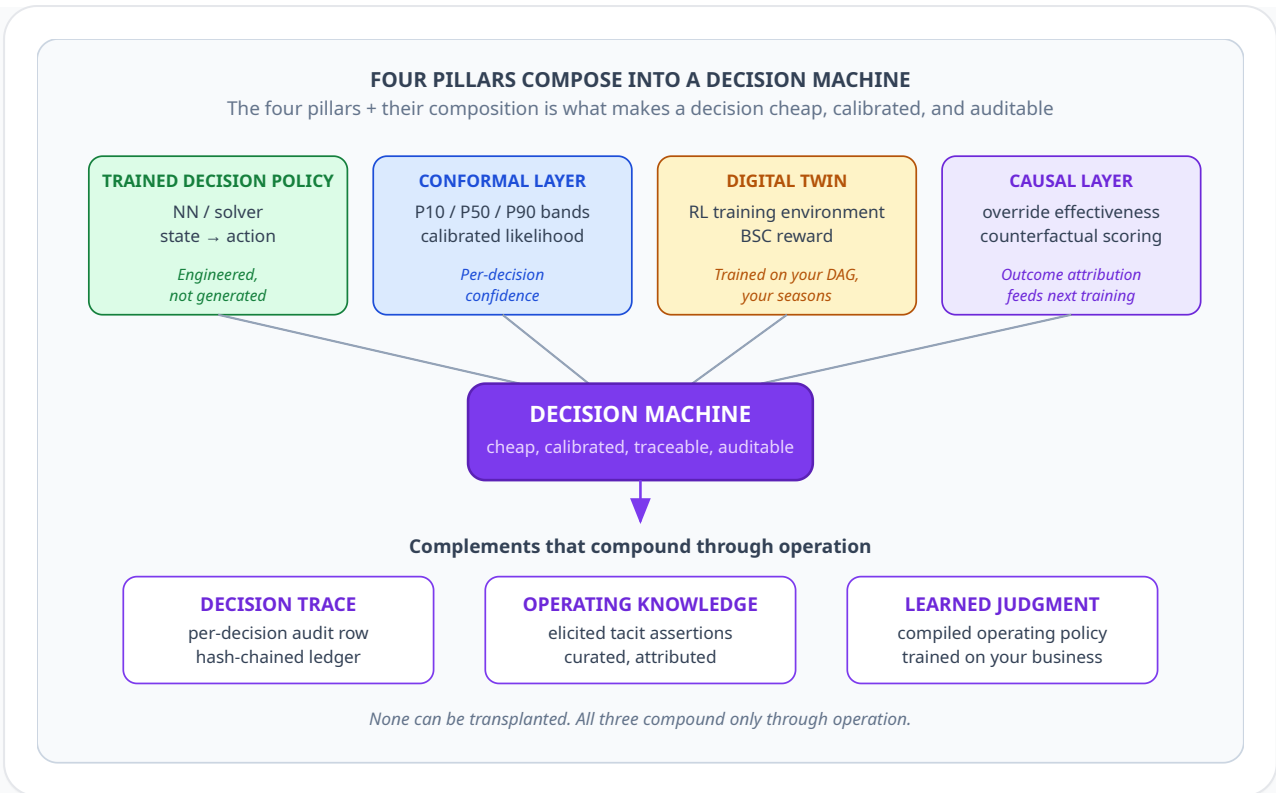 FOUR PILLARS COMPOSE INTO A DECISION MACHINE
The four pillars + their composition is what makes a decision cheap, calibrated, and auditable
TRAINED DECISION POLICY
NN / solver
state → action
Engineered,
not generated
CONFORMAL LAYER
P10 / P50 / P90 bands
calibrated likelihood
Per-decision
confidence
DIGITAL TWIN
RL training environment
BSC reward
Trained on your DAG,
your seasons
CAUSAL LAYER
override effectiveness
counterfactual scoring
Outcome attribution
feeds next training
DECISION MACHINE
cheap, calibrated, traceable, auditable
Complements that compound through operation
DECISION TRACE
per-decision audit row
hash-chained ledger
OPERATING KNOWLEDGE
elicited tacit assertions
curated, attributed
LEARNED JUDGMENT
compiled operating policy
trained on your business
None can be transplanted. All three compound only through operation.